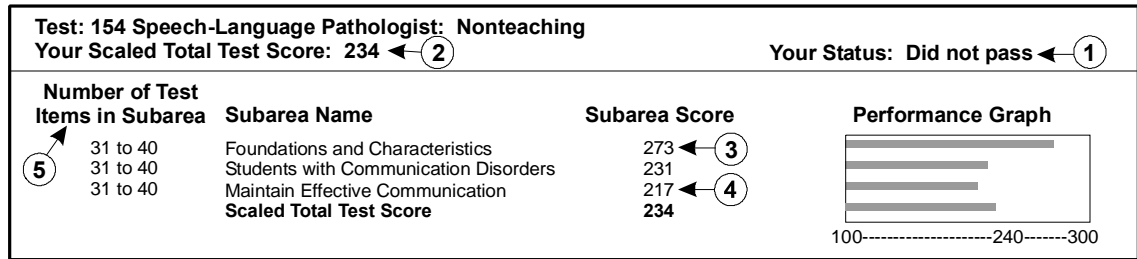 Test: 154 Speech-Language Pathologist: Nonteaching
Your Scaled Total Test Score: 234 2 Your Status: Did not pass 1
Number of Test
Items in Subarea Subarea Name Subarea Score Performance Graph
31 to 40 Foundations and Characteristics 273 3
5 31 to 40 Students with Communication Disorders 231
31 to 40 Maintain Effective Communication 217 4
Scaled Total Test Score 234
100----------------------240-------300